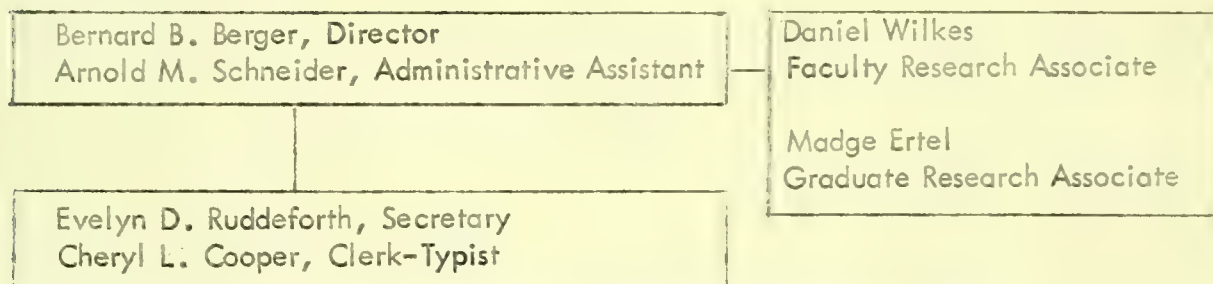 Bernard B. Berger, Director
Arnold M. Schneider, Administrative Assistant
Daniel Wilkes
Faculty Research Associate
Madge Ertel
Graduate Research Associate
Evelyn D. Ruddeforth, Secretary
Cheryl L. Cooper, Clerk-Typist